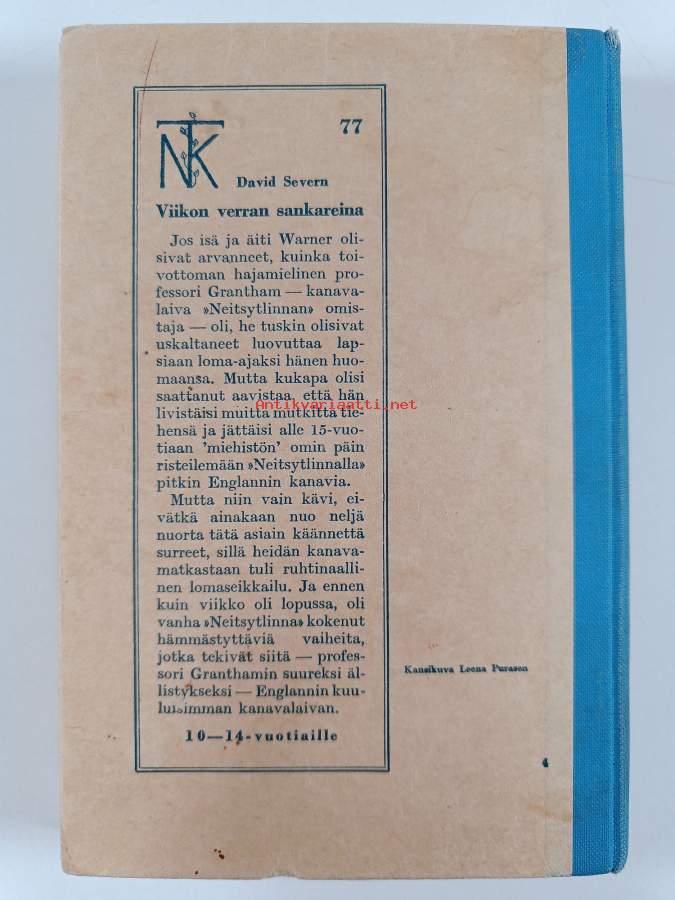 NTK
77
David Severn
Viikon verran sankareina
Jos isä ja äiti Warner oli-
sivat arvanneet, kuinka toi-
vottoman hajamielinen pro-
fessori Grantham — kanava-
laiva »Neitsytlinnan» omis-
taja — oli, he tuskin olisivat
uskaltaneet luovuttaa lap-
siaan loma-ajaksi hänen huo-
maansa. Mutta kukapa olisi
saattanut aavistaa, että hän
Antikvariaatti.net
livistäisi muitta mutkitta tie-
hensä ja jättäisi alle 15-vuo-
tiaan 'miehistön' omin päin
risteilemään »Neitsytlinnalla»
pitkin Englannin kanavia.
Mutta niin vain kävi, ei-
vätkä ainakaan nuo neljä
nuorta tätä asiain käännettä
surreet, sillä heidän kanava-
matkastaan tuli ruhtinaalli-
nen lomaseikkailu. Ja ennen
kuin viikko oli lopussa, oli
vanha »Neitsytlinna» kokenut
hämmästyttäviä vaiheita,
jotka tekivät siitä — profes-
sori Granthamin suureksi äl-
listykseksi — Englannin kuu-
luisimman kanavalaivan.
10—14-vuotiaille
Kansikuva Leena Purasen
4